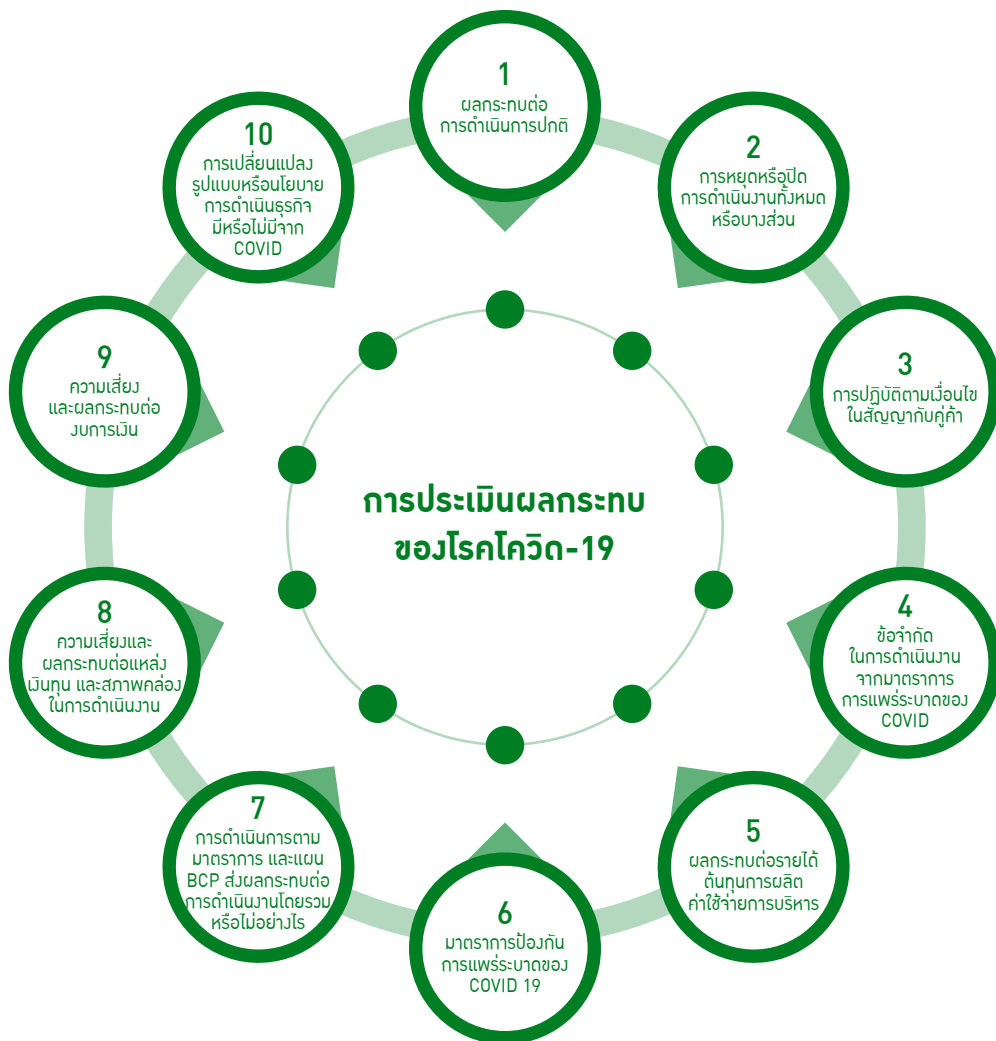 1
ผลกระทบต่อ
การดำเนินการปกติ
2
การหยุดหรือปิด
การดำเนินงานทั้งหมด
หรือบางส่วน
3
การปฏิบัติตามเงื่อนไข
ในสัญญากับคู่ค้า
4
ข้อจำกัด
ในการดำเนินงาน
จากมาตราการ
การแพร่ระบาดของ
COVID
5
ผลกระทบต่อรายได้
ต้นทุนการผลิต
ค่าใช้จ่ายการบริหาร
6
มาตราการป้องกัน
การแพร่ระบาดของ
COVID 19
7
การดำเนินการตาม
มาตราการ และแผน
BCP ส่งผลกระทบต่อ
การดำเนินงานโดยรวม
หรือไม่อย่างไร
8
ความเสี่ยงและ
ผลกระทบต่อแหล่ง
เงินทุน และสภาพคล่อง
ในการดำเนินงาน
9
ความเสี่ยง
และผลกระทบต่อ
งบการเงิน
10
การเปลี่ยนแปลง
รูปแบบหรือนโยบาย
การดำเนินธุรกิจ
มีหรือไม่มีจาก
COVID
การประเมินผลกระทบ
ของโรคโควิด-19